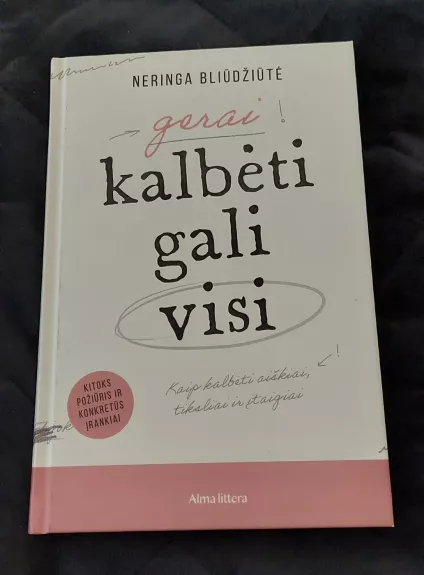 NERINGA BLIŪDŽIŪTĖ
gerai!
kalbėti
gali
visi
Kaip kalbėti aiškiai,
tiksliai ir įtaigiai
KITOKS
POŽIŪRIS IR
KONKRETŪS
ĮRANKIAI
Alma littera